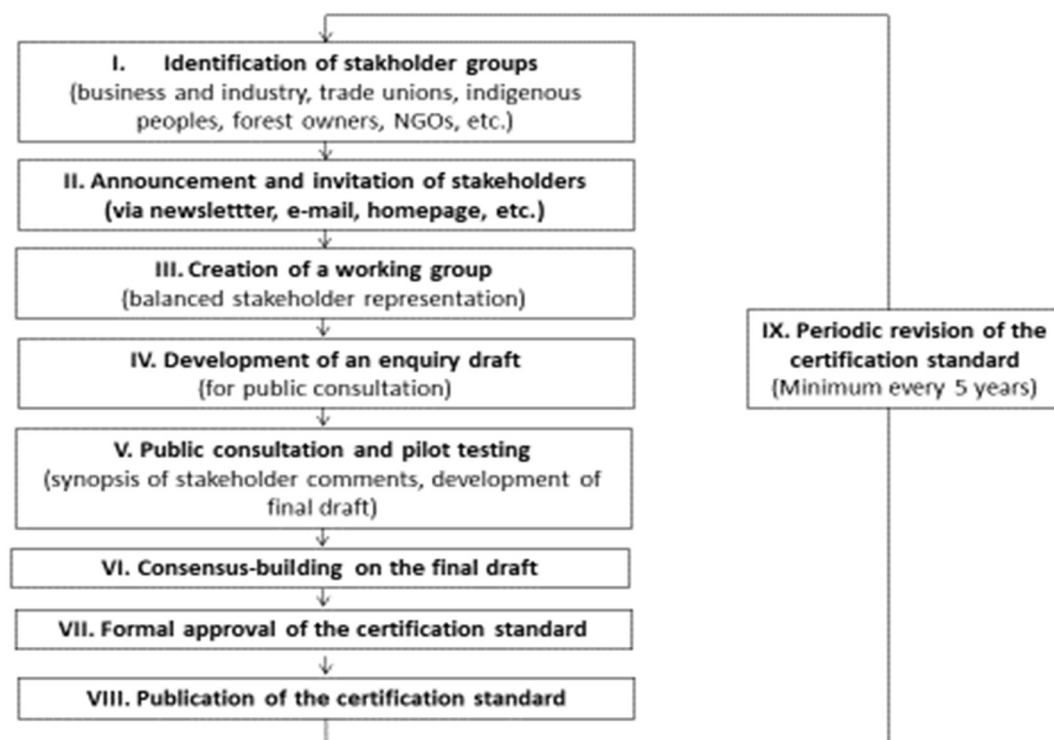 I. Identification of stakholder groups
(business and industry, trade unions, indigenous
peoples, forest owners, NGOs, etc.)
II. Announcement and invitation of stakeholders
(via newslettter, e-mail, homepage, etc.)
III. Creation of a working group
(balanced stakeholder representation)
IV. Development of an enquiry draft
(for public consultation)
V. Public consultation and pilot testing
(synopsis of stakeholder comments, development of
final draft)
VI. Consensus-building on the final draft
VII. Formal approval of the certification standard
VIII. Publication of the certification standard
IX. Periodic revision of the
certification standard
(Minimum every 5 years)